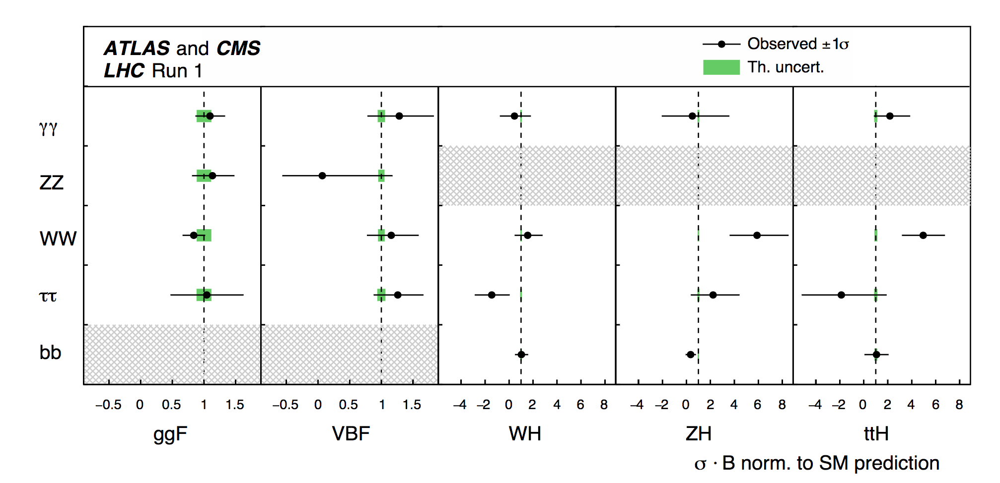 ATLAS and CMS
LHC Run 1
Observed ±1σ
Th. uncert.
γγ
ZZ
WW
ττ
bb
−0.5 0 0.5 1 1.5
−0.5 0 0.5 1 1.5
−4 −2 0 2 4 6 8
−4 −2 0 2 4 6 8
−4 −2 0 2 4 6 8
ggF
VBF
WH
ZH
ttH
σ · B norm. to SM prediction